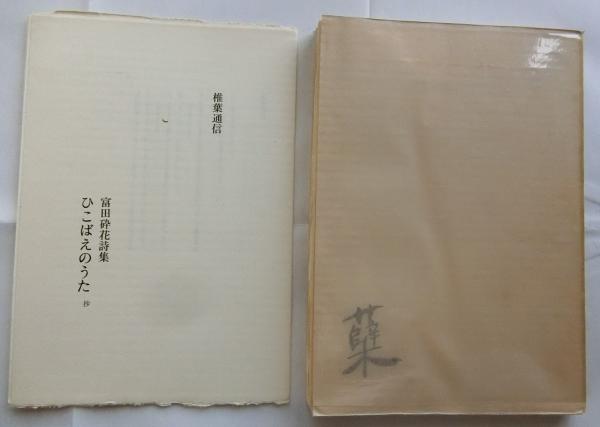 椎葉通信
富田砕花詩集
ひこばえのうた 抄
蘖